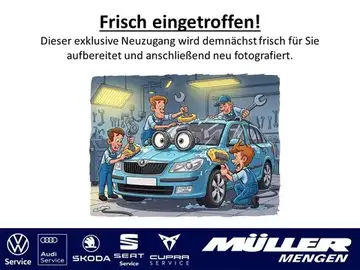 Frisch eingetroffen!
Dieser exklusive Neuzugang wird demnächst frisch für Sie
aufbereitet und anschließend neu fotografiert.
Service
Audi
Service
SKODA
SEAT
SERVICE
CUPRA
SERVICE
MÜLLER
MENGEN